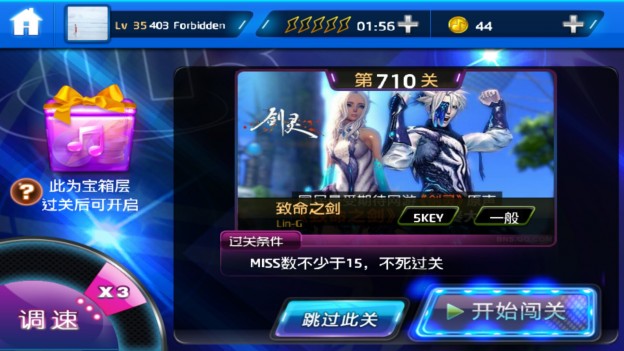 Lv 35 403 Forbidden
01:56
44
第710关
剑灵
致命之剑
Lin-G
5KEY
一般
此为宝箱层
过关后可开启
过关条件
MISS数不少于15，不死过关
X3
调速
跳过此关
开始闯关